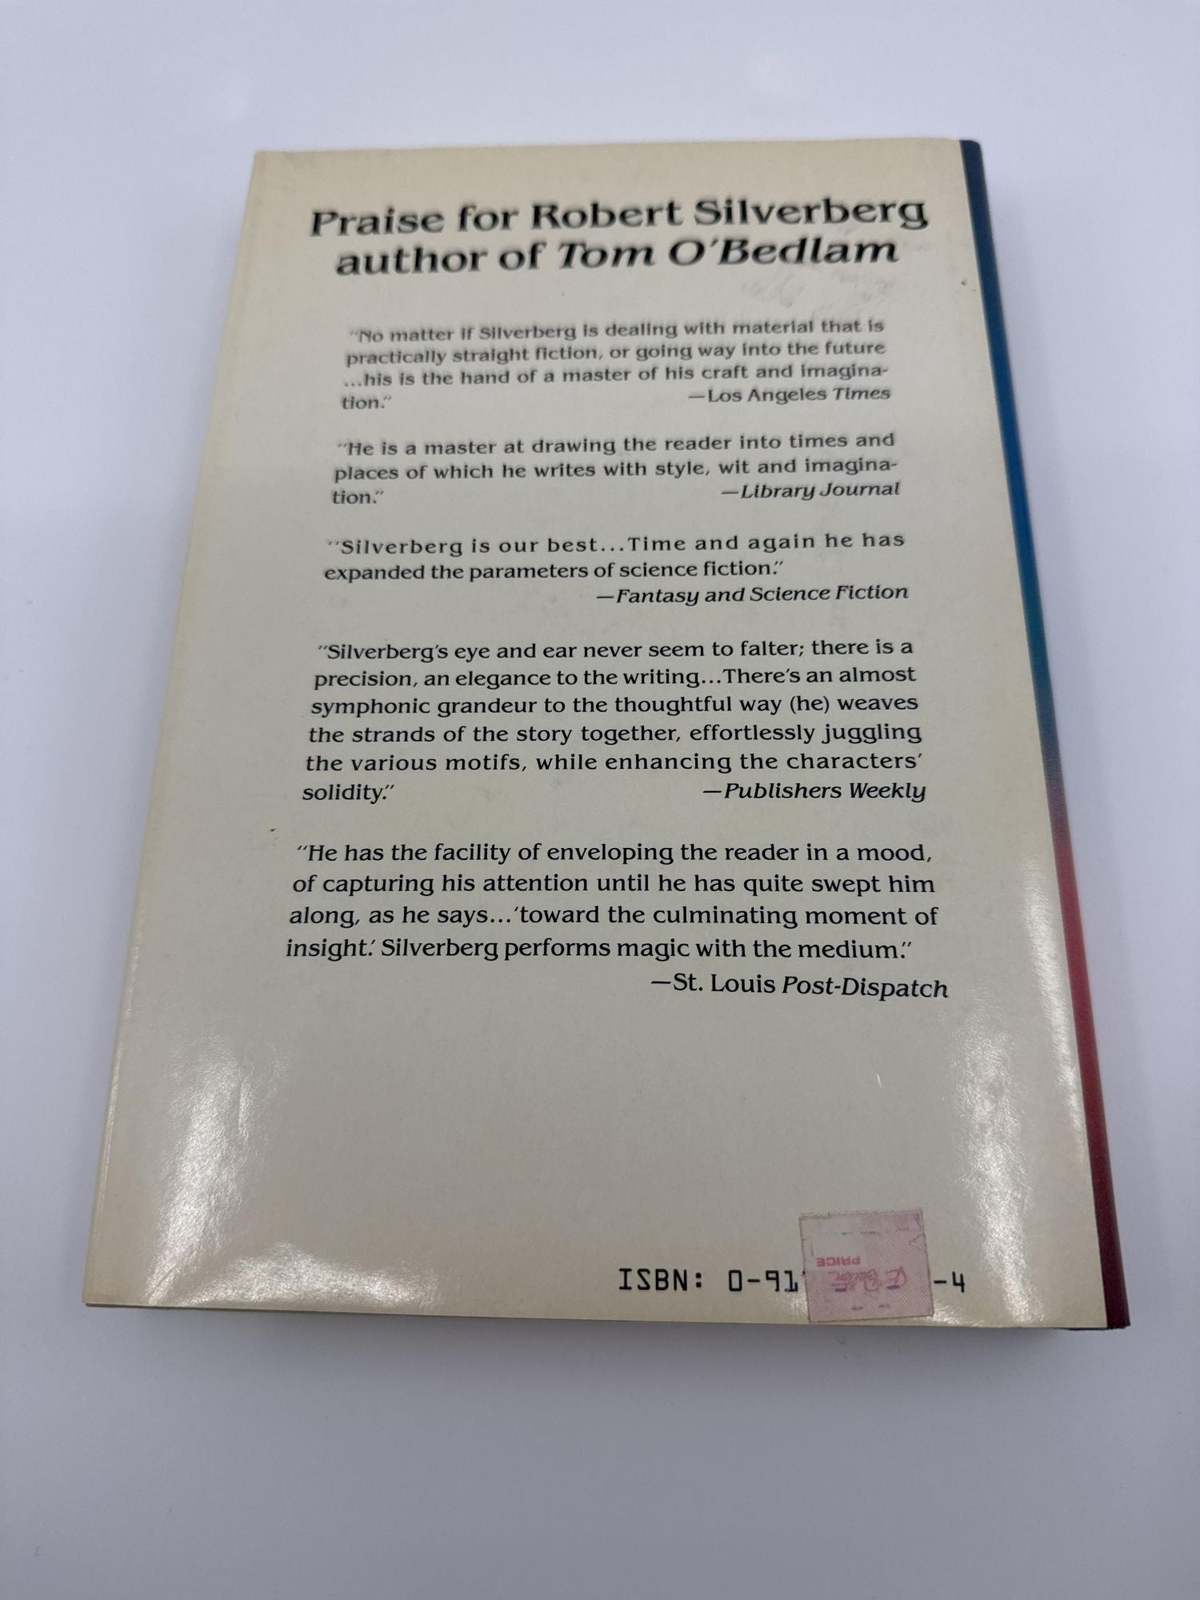 Praise for Robert Silverberg
author of Tom O'Bedlam
"No matter if Silverberg is dealing with material that is
practically straight fiction, or going way into the future
...his is the hand of a master of his craft and imagina-
tion." —Los Angeles Times
"He is a master at drawing the reader into times and
places of which he writes with style, wit and imagina-
tion." —Library Journal
"Silverberg is our best...Time and again he has
expanded the parameters of science fiction."
—Fantasy and Science Fiction
"Silverberg's eye and ear never seem to falter; there is a
precision, an elegance to the writing...There's an almost
symphonic grandeur to the thoughtful way (he) weaves
the strands of the story together, effortlessly juggling
the various motifs, while enhancing the characters'
solidity." —Publishers Weekly
"He has the facility of enveloping the reader in a mood,
of capturing his attention until he has quite swept him
along, as he says...'toward the culminating moment of
insight.' Silverberg performs magic with the medium."
—St. Louis Post-Dispatch
ISBN: 0-91 -4
PRICE